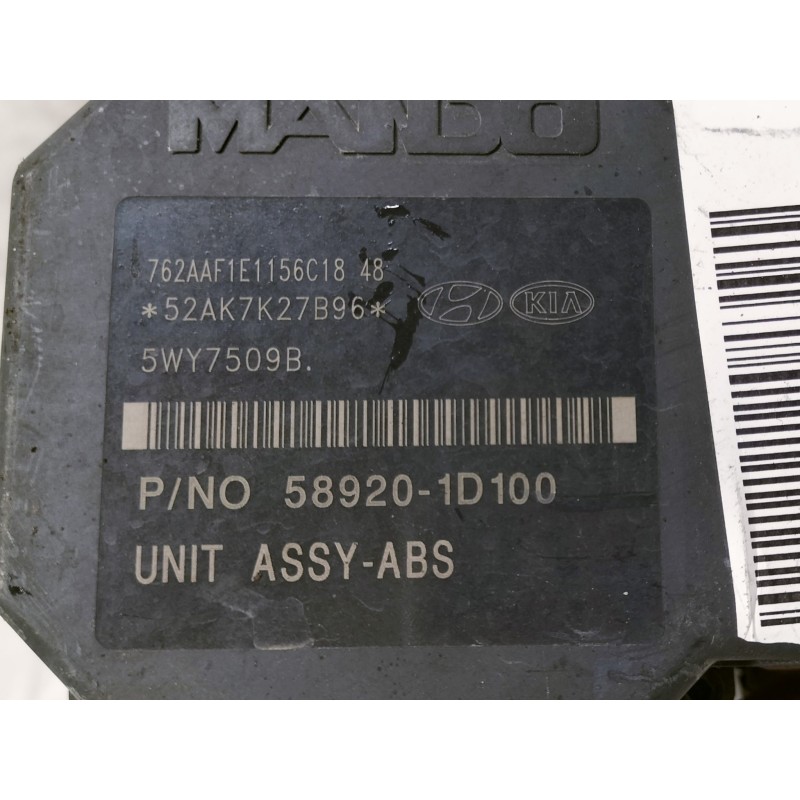 MANDO
762AAF1E1156C18 48
*52AK7K27B96*
KIA
5WY7509B.
P/NO 58920-1D100
UNIT ASSY-ABS